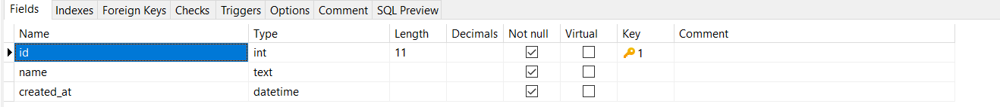 Fields Indexes Foreign Keys Checks Triggers Options Comment SQL Preview
Name Type Length Decimals Not null Virtual Key Comment
id int 11 1
name text
created_at datetime